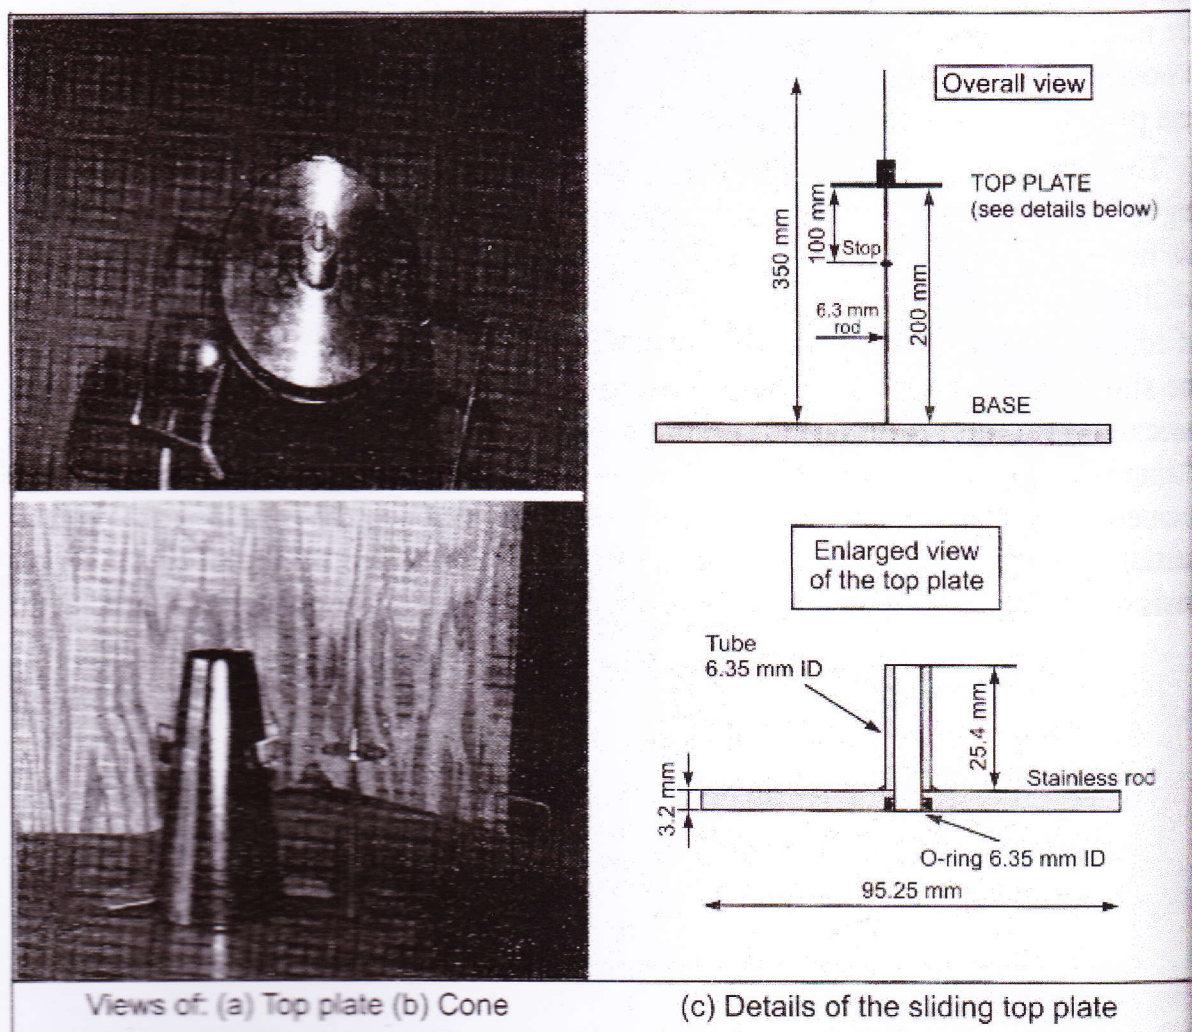 Overall view
TOP PLATE
(see details below)
350 mm
100 mm
Stop
200 mm
6.3 mm
rod
BASE
Enlarged view
of the top plate
Tube
6.35 mm ID
25.4 mm
Stainless rod
3.2 mm
O-ring 6.35 mm ID
95.25 mm
Views of: (a) Top plate (b) Cone
(c) Details of the sliding top plate